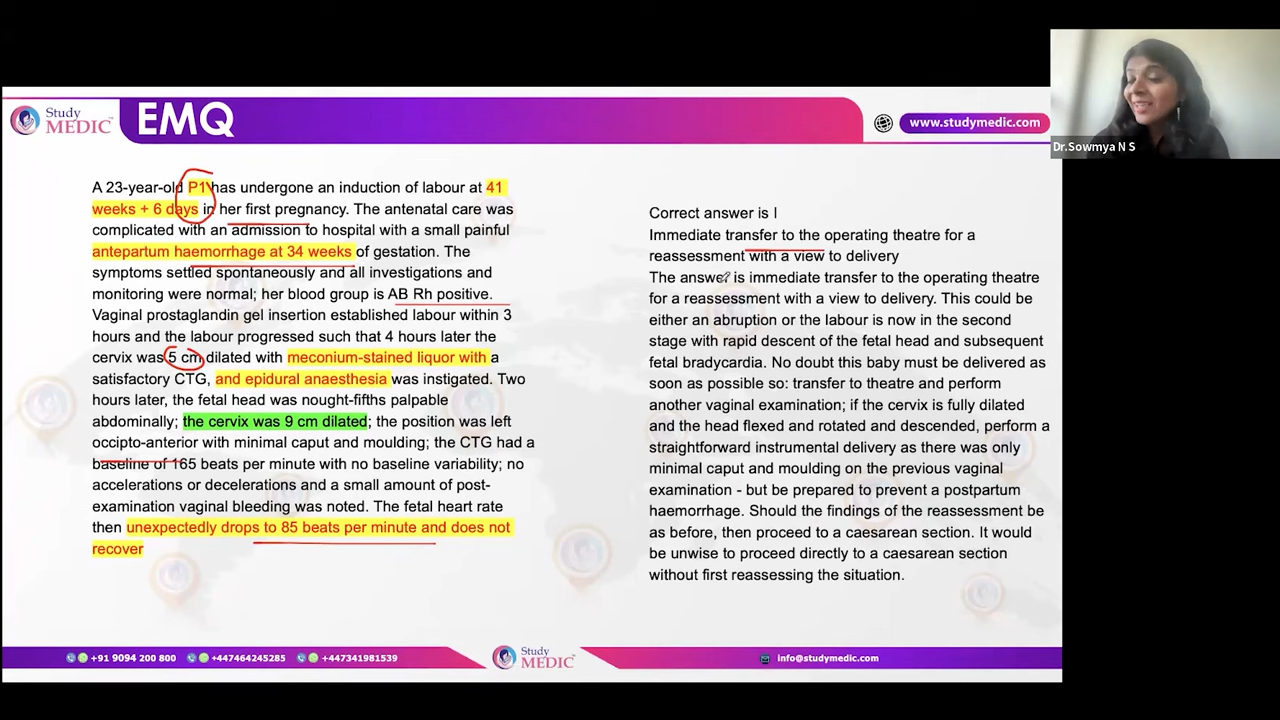 Study
MEDIC
EMQ
www.studymedic.com
Dr.Sowmya N S
A 23-year-old P1 has undergone an induction of labour at 41
weeks + 6 days in her first pregnancy. The antenatal care was
complicated with an admission to hospital with a small painful
antepartum haemorrhage at 34 weeks of gestation. The
symptoms settled spontaneously and all investigations and
monitoring were normal; her blood group is AB Rh positive.
Vaginal prostaglandin gel insertion established labour within 3
hours and the labour progressed such that 4 hours later the
cervix was 5 cm dilated with meconium-stained liquor with a
satisfactory CTG, and epidural anaesthesia was instigated. Two
hours later, the fetal head was nought-fifths palpable
abdominally; the cervix was 9 cm dilated; the position was left
occipto-anterior with minimal caput and moulding; the CTG had a
baseline of 165 beats per minute with no baseline variability; no
accelerations or decelerations and a small amount of post-
examination vaginal bleeding was noted. The fetal heart rate
then unexpectedly drops to 85 beats per minute and does not
recover
Correct answer is I
Immediate transfer to the operating theatre for a
reassessment with a view to delivery
The answer is immediate transfer to the operating theatre
for a reassessment with a view to delivery. This could be
either an abruption or the labour is now in the second
stage with rapid descent of the fetal head and subsequent
fetal bradycardia. No doubt this baby must be delivered as
soon as possible so: transfer to theatre and perform
another vaginal examination; if the cervix is fully dilated
and the head flexed and rotated and descended, perform a
straightforward instrumental delivery as there was only
minimal caput and moulding on the previous vaginal
examination - but be prepared to prevent a postpartum
haemorrhage. Should the findings of the reassessment be
as before, then proceed to a caesarean section. It would
be unwise to proceed directly to a caesarean section
without first reassessing the situation.
+91 9094 200 800
+447464245285
+447341981539
Study
MEDIC
info@studymedic.com